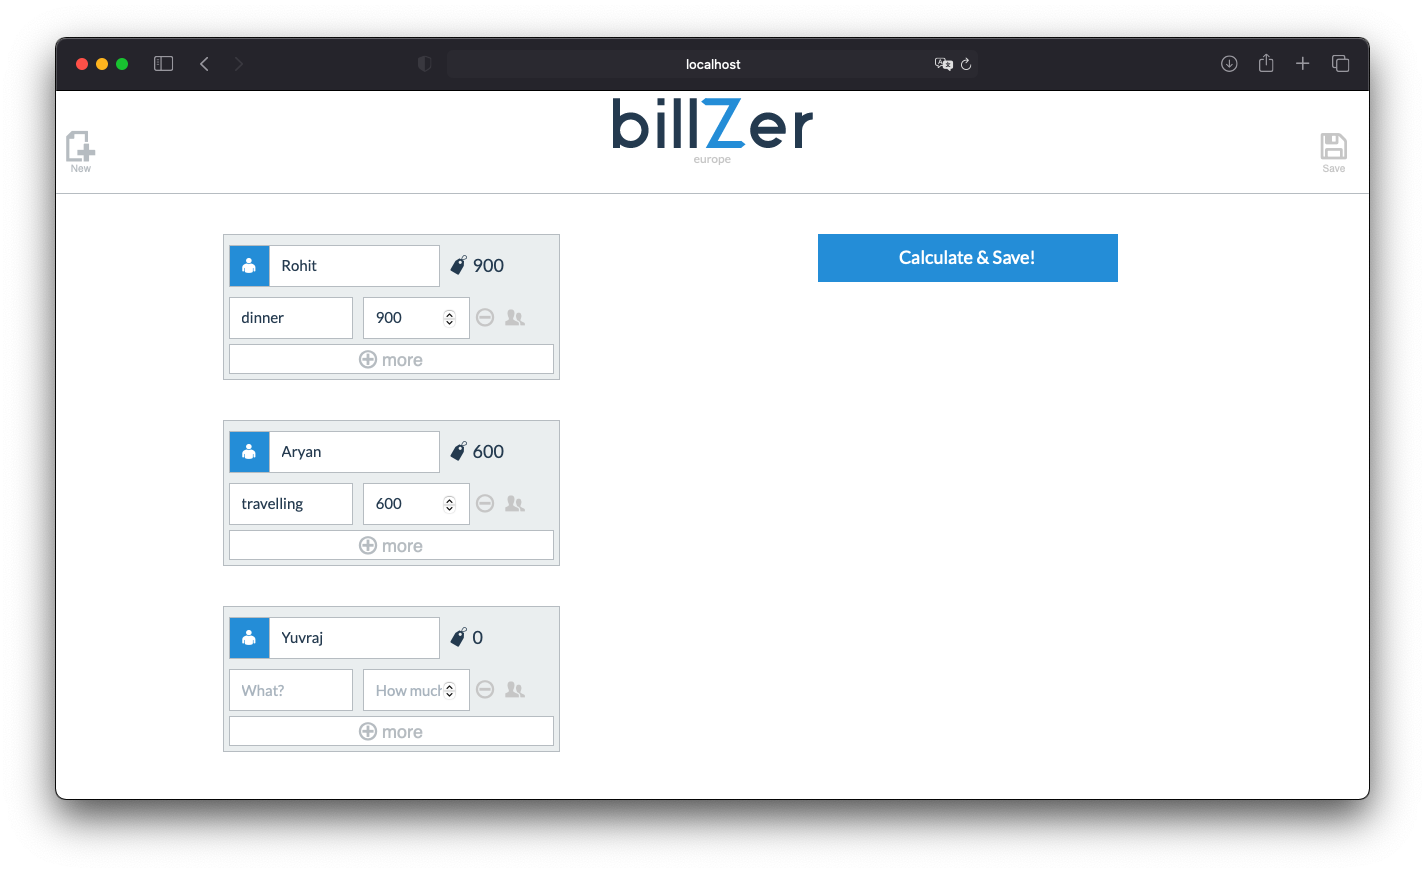 localhost
billZer
europe
New
Save
Rohit 900
dinner 900
more
Calculate & Save!
Aryan 600
travelling 600
more
Yuvraj 0
What? How much
more